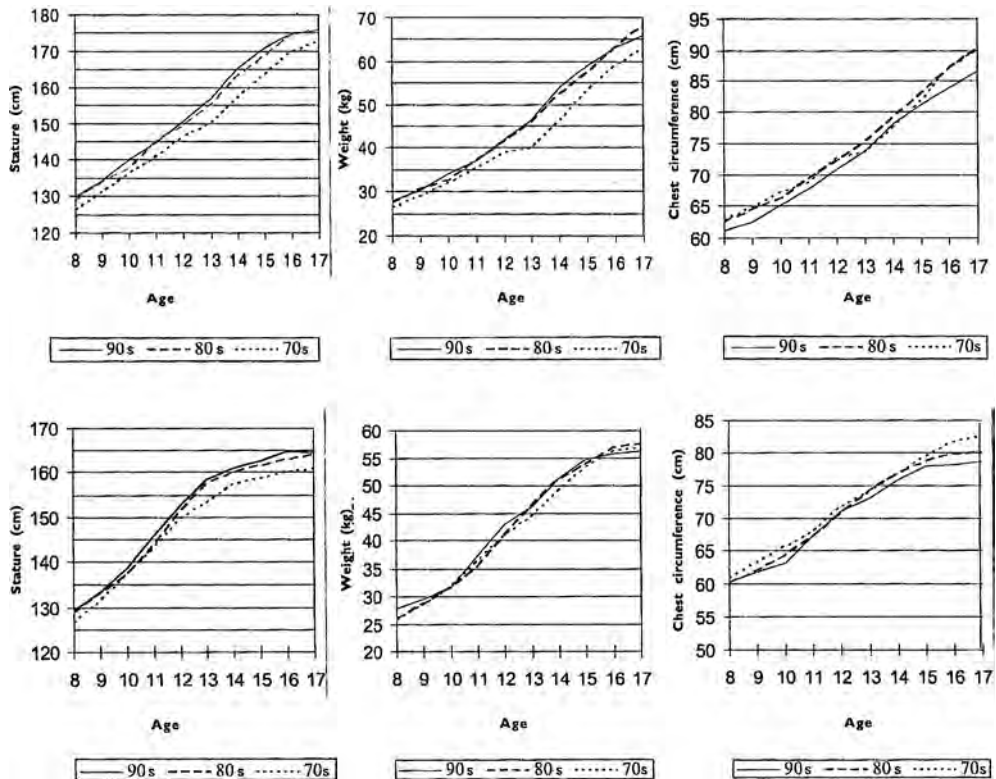 Stature (cm)
180
170
160
150
140
130
120
8 9 10 11 12 13 14 15 16 17
Age
90s 80s 70s
Weight (kg)
70
60
50
40
30
20
8 9 10 11 12 13 14 15 16 17
Age
90s 80s 70s
Chest circumference (cm)
95
90
85
80
75
70
65
60
8 9 10 11 12 13 14 15 16 17
Age
90s 80s 70s
Stature (cm)
170
160
150
140
130
120
8 9 10 11 12 13 14 15 16 17
Age
90s 80s 70s
Weight (kg)
60
55
50
45
40
35
30
25
20
8 9 10 11 12 13 14 15 16 17
Age
90s 80s 70s
Chest circumference (cm)
85
80
75
70
65
60
55
50
8 9 10 11 12 13 14 15 16 17
Age
90s 80s 70s